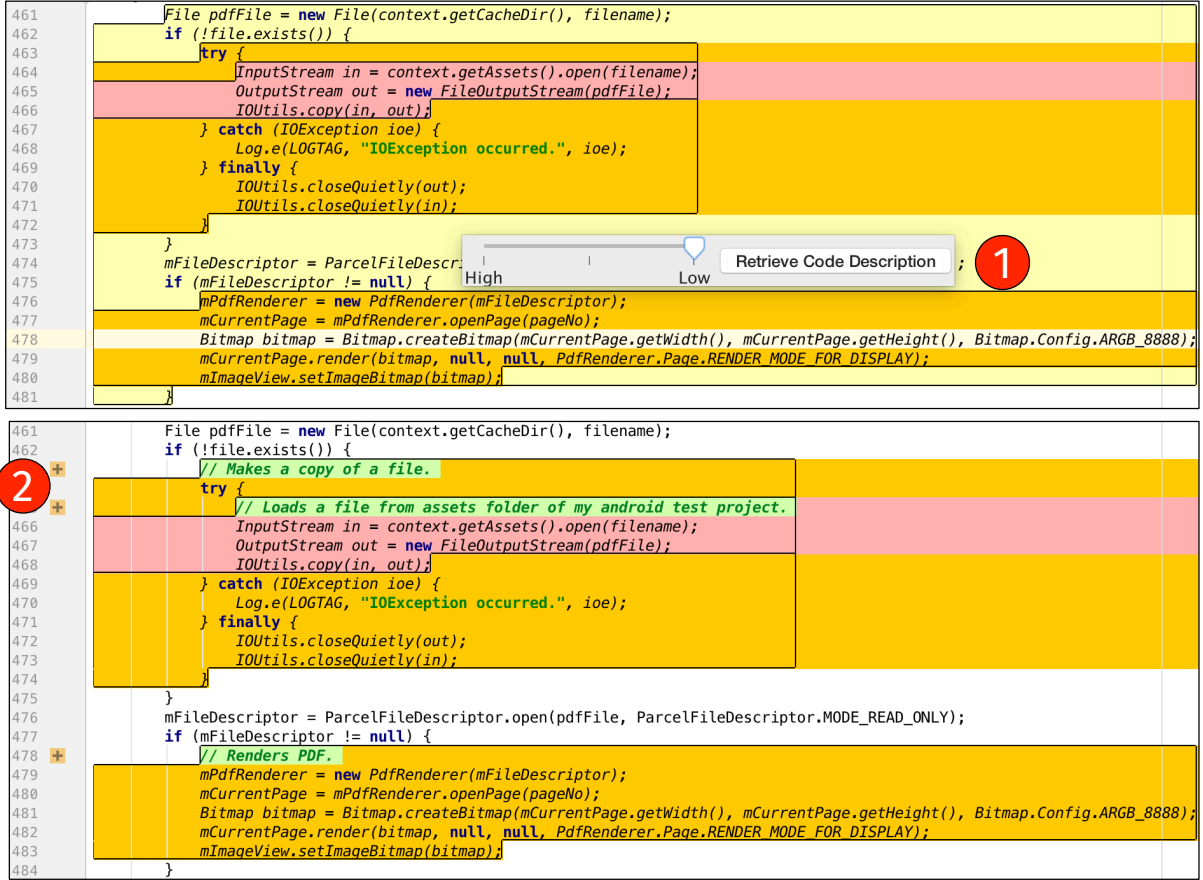 461 File pdfFile = new File(context.getCacheDir(), filename);
462 if (!file.exists()) {
463 try {
464 InputStream in = context.getAssets().open(filename);
465 OutputStream out = new FileOutputStream(pdfFile);
466 IOUtils.copy(in, out);
467 } catch (IOException ioe) {
468 Log.e(LOGTAG, "IOException occurred.", ioe);
469 } finally {
470 IOUtils.closeQuietly(out);
471 IOUtils.closeQuietly(in);
472 }
473 }
474 mFileDescriptor = ParcelFileDescri ;
High Low Retrieve Code Description
1
475 if (mFileDescriptor != null) {
476 mPdfRenderer = new PdfRenderer(mFileDescriptor);
477 mCurrentPage = mPdfRenderer.openPage(pageNo);
478 Bitmap bitmap = Bitmap.createBitmap(mCurrentPage.getWidth(), mCurrentPage.getHeight(), Bitmap.Config.ARGB_8888);
479 mCurrentPage.render(bitmap, null, null, PdfRenderer.Page.RENDER_MODE_FOR_DISPLAY);
480 mImageView.setImageBitmap(bitmap);
481 }
461 File pdfFile = new File(context.getCacheDir(), filename);
462 if (!file.exists()) {
+ // Makes a copy of a file.
2 try {
+ // Loads a file from assets folder of my android test project.
466 InputStream in = context.getAssets().open(filename);
467 OutputStream out = new FileOutputStream(pdfFile);
468 IOUtils.copy(in, out);
469 } catch (IOException ioe) {
470 Log.e(LOGTAG, "IOException occurred.", ioe);
471 } finally {
472 IOUtils.closeQuietly(out);
473 IOUtils.closeQuietly(in);
474 }
475 }
476 mFileDescriptor = ParcelFileDescriptor.open(pdfFile, ParcelFileDescriptor.MODE_READ_ONLY);
477 if (mFileDescriptor != null) {
478 + // Renders PDF.
479 mPdfRenderer = new PdfRenderer(mFileDescriptor);
480 mCurrentPage = mPdfRenderer.openPage(pageNo);
481 Bitmap bitmap = Bitmap.createBitmap(mCurrentPage.getWidth(), mCurrentPage.getHeight(), Bitmap.Config.ARGB_8888);
482 mCurrentPage.render(bitmap, null, null, PdfRenderer.Page.RENDER_MODE_FOR_DISPLAY);
483 mImageView.setImageBitmap(bitmap);
484 }